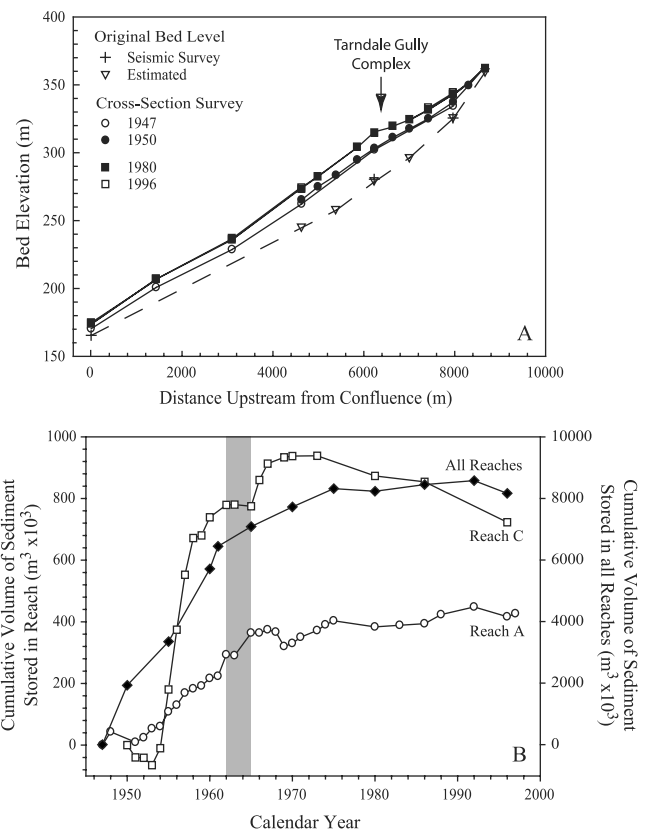 400
350
300
250
200
150
Bed Elevation (m)
Original Bed Level
Seismic Survey
Estimated
Cross-Section Survey
1947
1950
1980
1996
Tarndale Gully
Complex
A
0
2000
4000
6000
8000
10000
Distance Upstream from Confluence (m)
1000
800
600
400
200
0
Cumulative Volume of Sediment
Stored in Reach (m³ x10³)
All Reaches
Reach C
Reach A
B
10000
8000
6000
4000
2000
0
Cumulative Volume of Sediment
Stored in all Reaches (m³ x10³)
1950
1960
1970
1980
1990
2000
Calendar Year